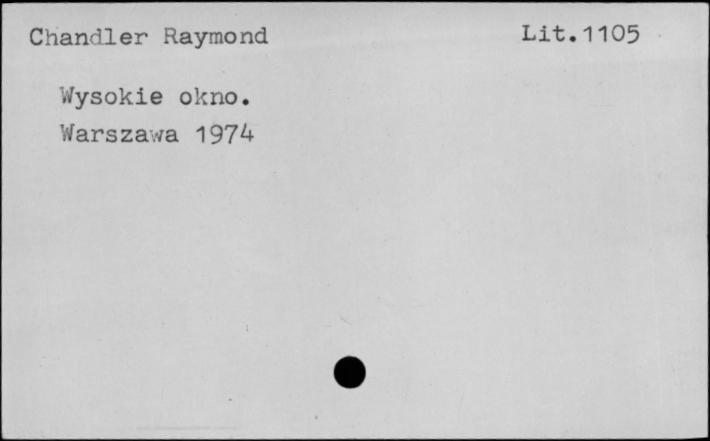 Chandler Raymond Lit.1105
Wysokie okno.
Warszawa 1974